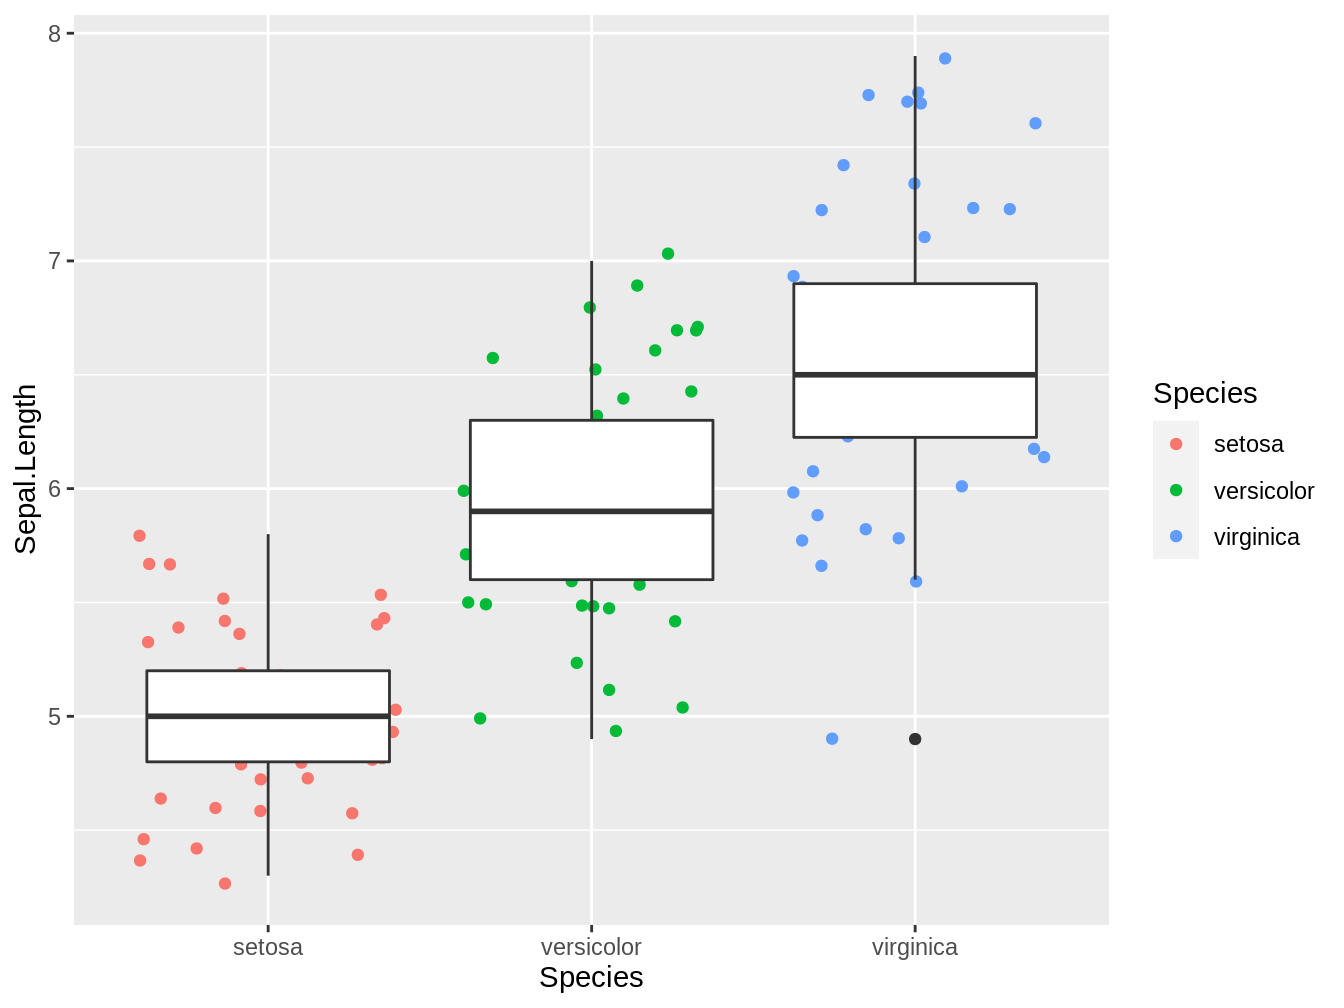 8
7
6
5
Sepal.Length
setosa
versicolor
virginica
Species
Species
setosa
versicolor
virginica